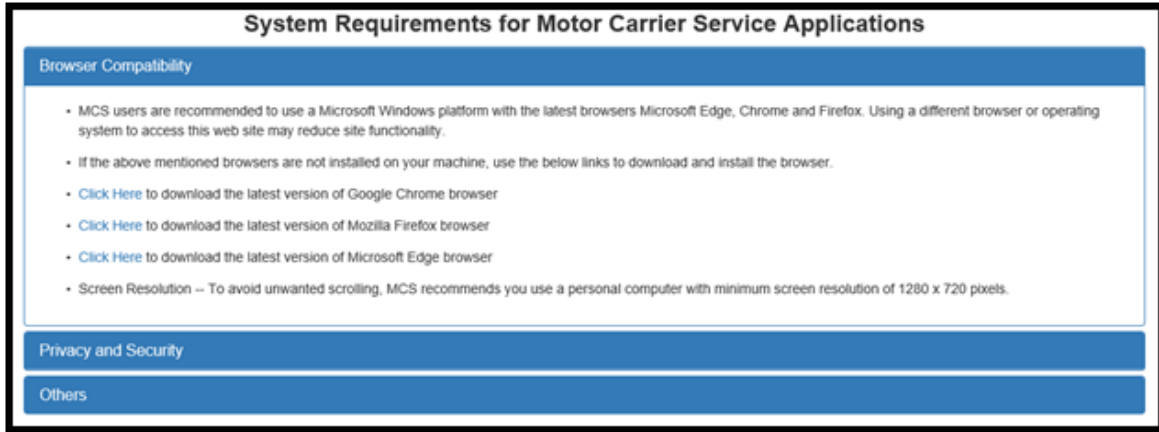 System Requirements for Motor Carrier Service Applications
Browser Compatibility
• MCS users are recommended to use a Microsoft Windows platform with the latest browsers Microsoft Edge, Chrome and Firefox. Using a different browser or operating
system to access this web site may reduce site functionality.
• If the above mentioned browsers are not installed on your machine, use the below links to download and install the browser.
• Click Here to download the latest version of Google Chrome browser
• Click Here to download the latest version of Mozilla Firefox browser
• Click Here to download the latest version of Microsoft Edge browser
• Screen Resolution -- To avoid unwanted scrolling, MCS recommends you use a personal computer with minimum screen resolution of 1280 x 720 pixels.
Privacy and Security
Others